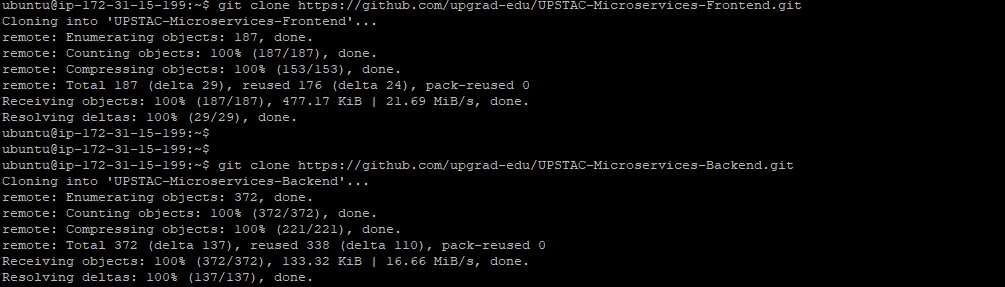 ubuntu@ip-172-31-15-199:~$ git clone https://github.com/upgrad-edu/UPSTAC-Microservices-Frontend.git
Cloning into 'UPSTAC-Microservices-Frontend'...
remote: Enumerating objects: 187, done.
remote: Counting objects: 100% (187/187), done.
remote: Compressing objects: 100% (153/153), done.
remote: Total 187 (delta 29), reused 176 (delta 24), pack-reused 0
Receiving objects: 100% (187/187), 477.17 KiB | 21.69 MiB/s, done.
Resolving deltas: 100% (29/29), done.
ubuntu@ip-172-31-15-199:~$
ubuntu@ip-172-31-15-199:~$
ubuntu@ip-172-31-15-199:~$ git clone https://github.com/upgrad-edu/UPSTAC-Microservices-Backend.git
Cloning into 'UPSTAC-Microservices-Backend'...
remote: Enumerating objects: 372, done.
remote: Counting objects: 100% (372/372), done.
remote: Compressing objects: 100% (221/221), done.
remote: Total 372 (delta 137), reused 338 (delta 110), pack-reused 0
Receiving objects: 100% (372/372), 133.32 KiB | 16.66 MiB/s, done.
Resolving deltas: 100% (137/137), done.